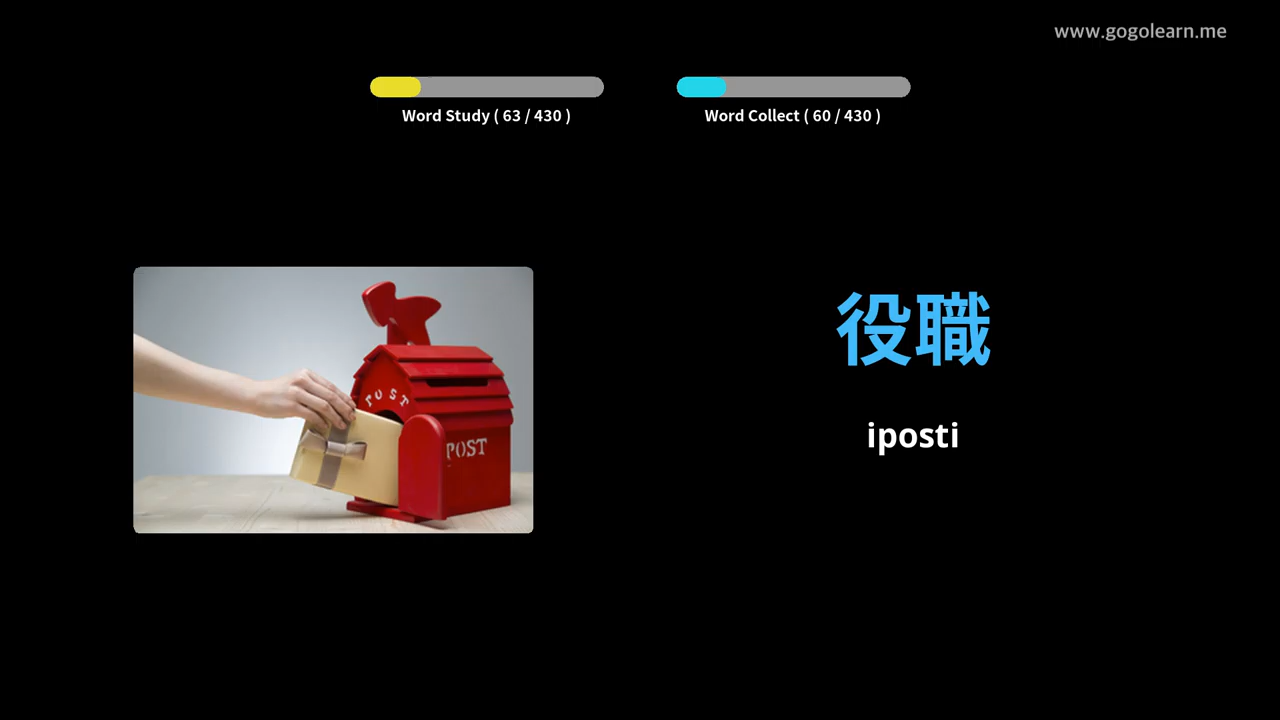 www.gogolearn.me
Word Study ( 63 / 430 )
Word Collect ( 60 / 430 )
POST
POST
役職
iposti